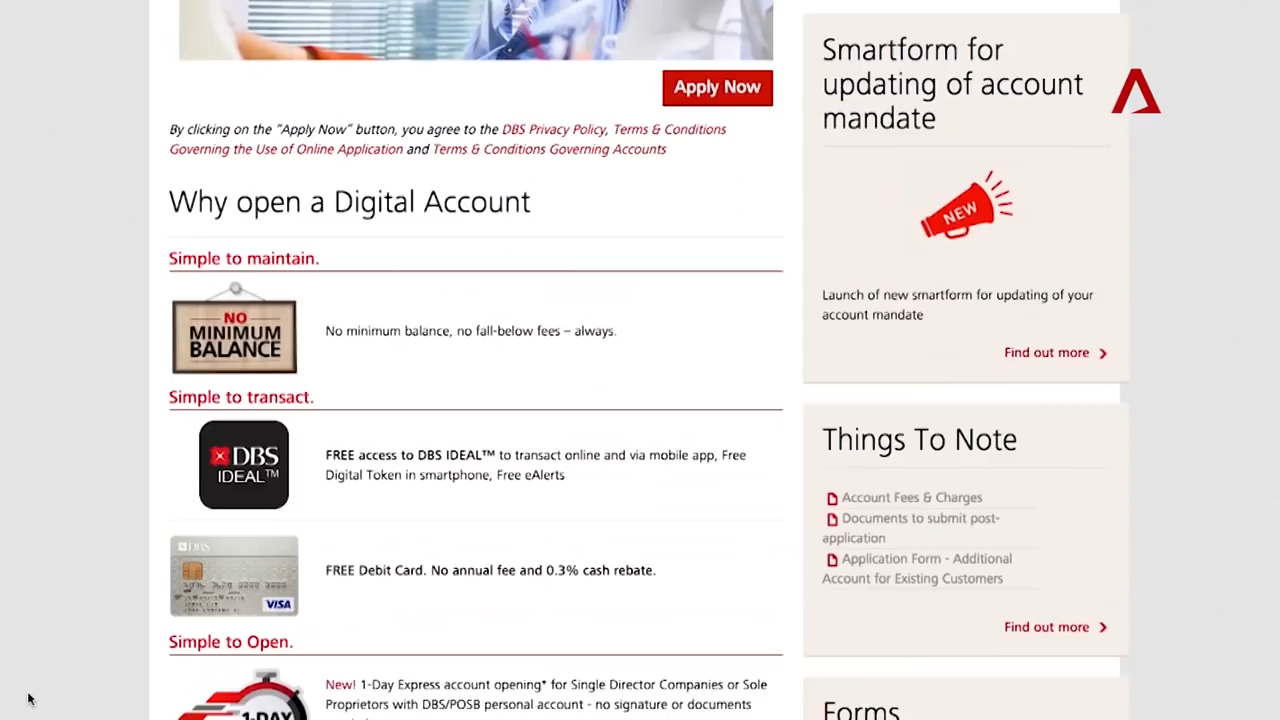 Apply Now
By clicking on the “Apply Now” button, you agree to the DBS Privacy Policy, Terms & Conditions
Governing the Use of Online Application and Terms & Conditions Governing Accounts
Why open a Digital Account
Simple to maintain.
NO
MINIMUM
BALANCE
No minimum balance, no fall-below fees – always.
Simple to transact.
DBS
IDEAL™
FREE access to DBS IDEAL™ to transact online and via mobile app, Free
Digital Token in smartphone, Free eAlerts
DBS
VISA
FREE Debit Card. No annual fee and 0.3% cash rebate.
Simple to Open.
1-DAY
New! 1-Day Express account opening* for Single Director Companies or Sole
Proprietors with DBS/POSB personal account - no signature or documents
Smartform for
updating of account
mandate
NEW
Launch of new smartform for updating of your
account mandate
Find out more
Things To Note
Account Fees & Charges
Documents to submit post-
application
Application Form - Additional
Account for Existing Customers
Find out more
Forms